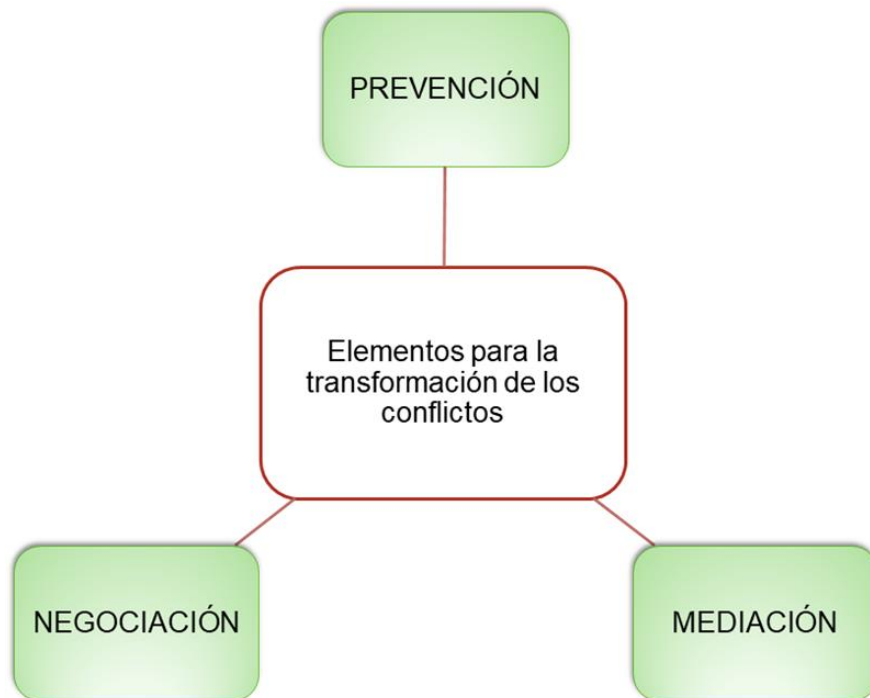 PREVENCIÓN
Elementos para la
transformación de los
conflictos
NEGOCIACIÓN
MEDIACIÓN